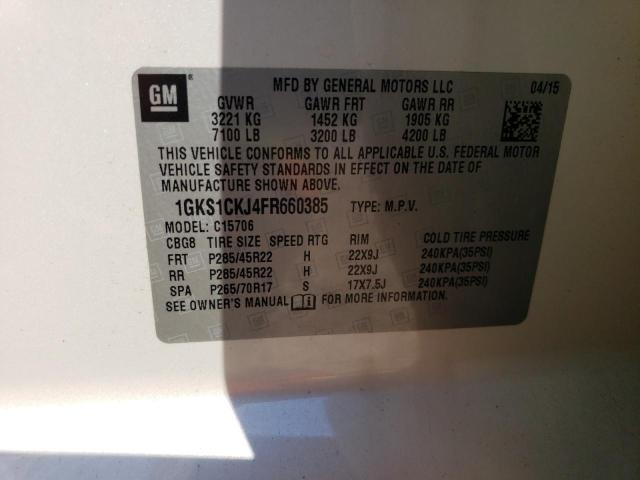 GM ® MFD BY GENERAL MOTORS LLC 04/15
GVWR GAWR FRT GAWR RR
3221 KG 1452 KG 1905 KG
7100 LB 3200 LB 4200 LB
THIS VEHICLE CONFORMS TO ALL APPLICABLE U.S. FEDERAL MOTOR
VEHICLE SAFETY STANDARDS IN EFFECT ON THE DATE OF
MANUFACTURE SHOWN ABOVE.
1GKS1CKJ4FR660385 TYPE: M.P.V.
MODEL: C15706
CBG8 TIRE SIZE SPEED RTG RIM COLD TIRE PRESSURE
FRT P285/45R22 H 22X9J 240KPA(35PSI)
RR P285/45R22 H 22X9J 240KPA(35PSI)
SPA P265/70R17 S 17X7.5J 240KPA(35PSI)
SEE OWNER'S MANUAL i FOR MORE INFORMATION.